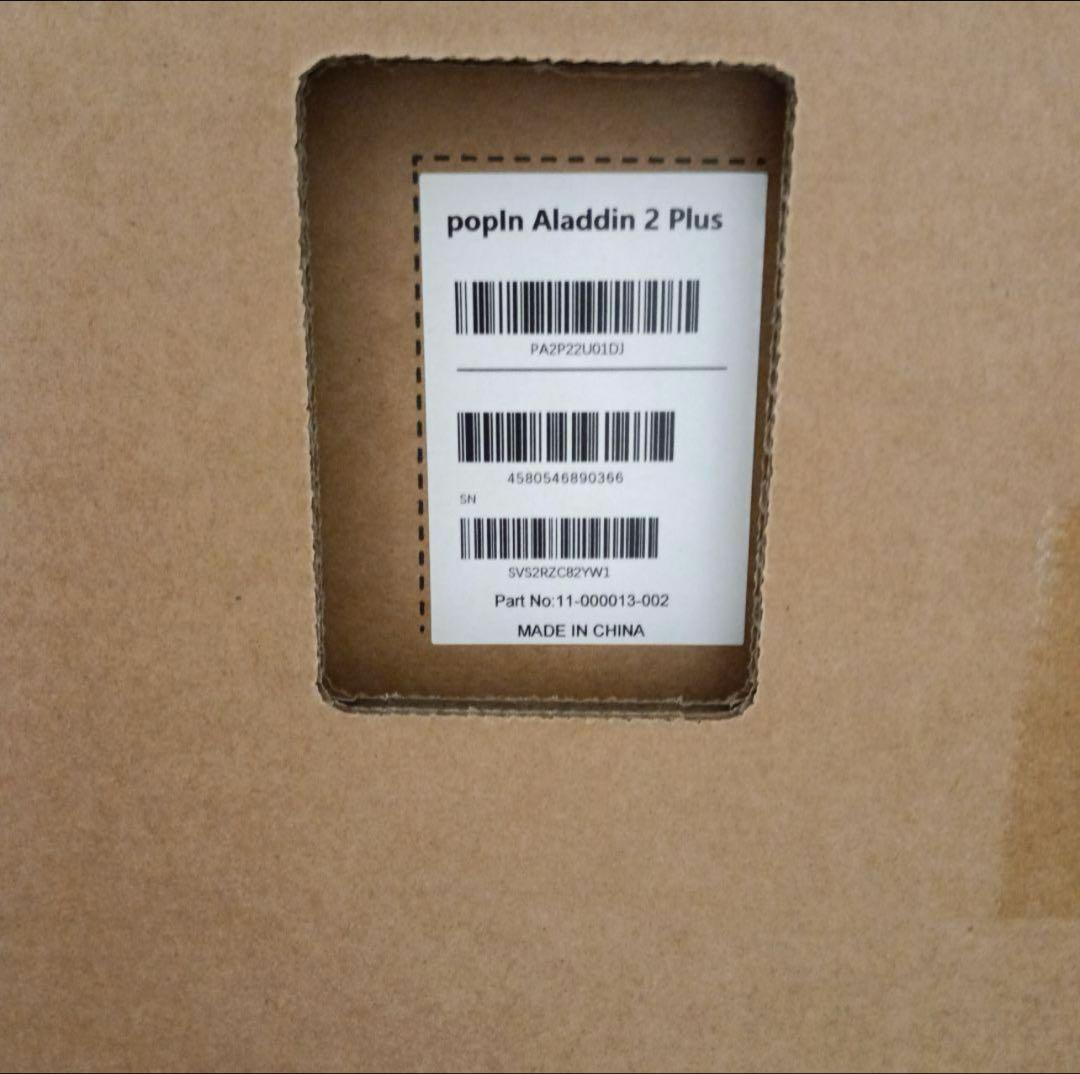 popIn Aladdin 2 Plus
PA2P22U01DJ
4580546890366
SN
SVS2RZC82YW1
Part No:11-000013-002
MADE IN CHINA